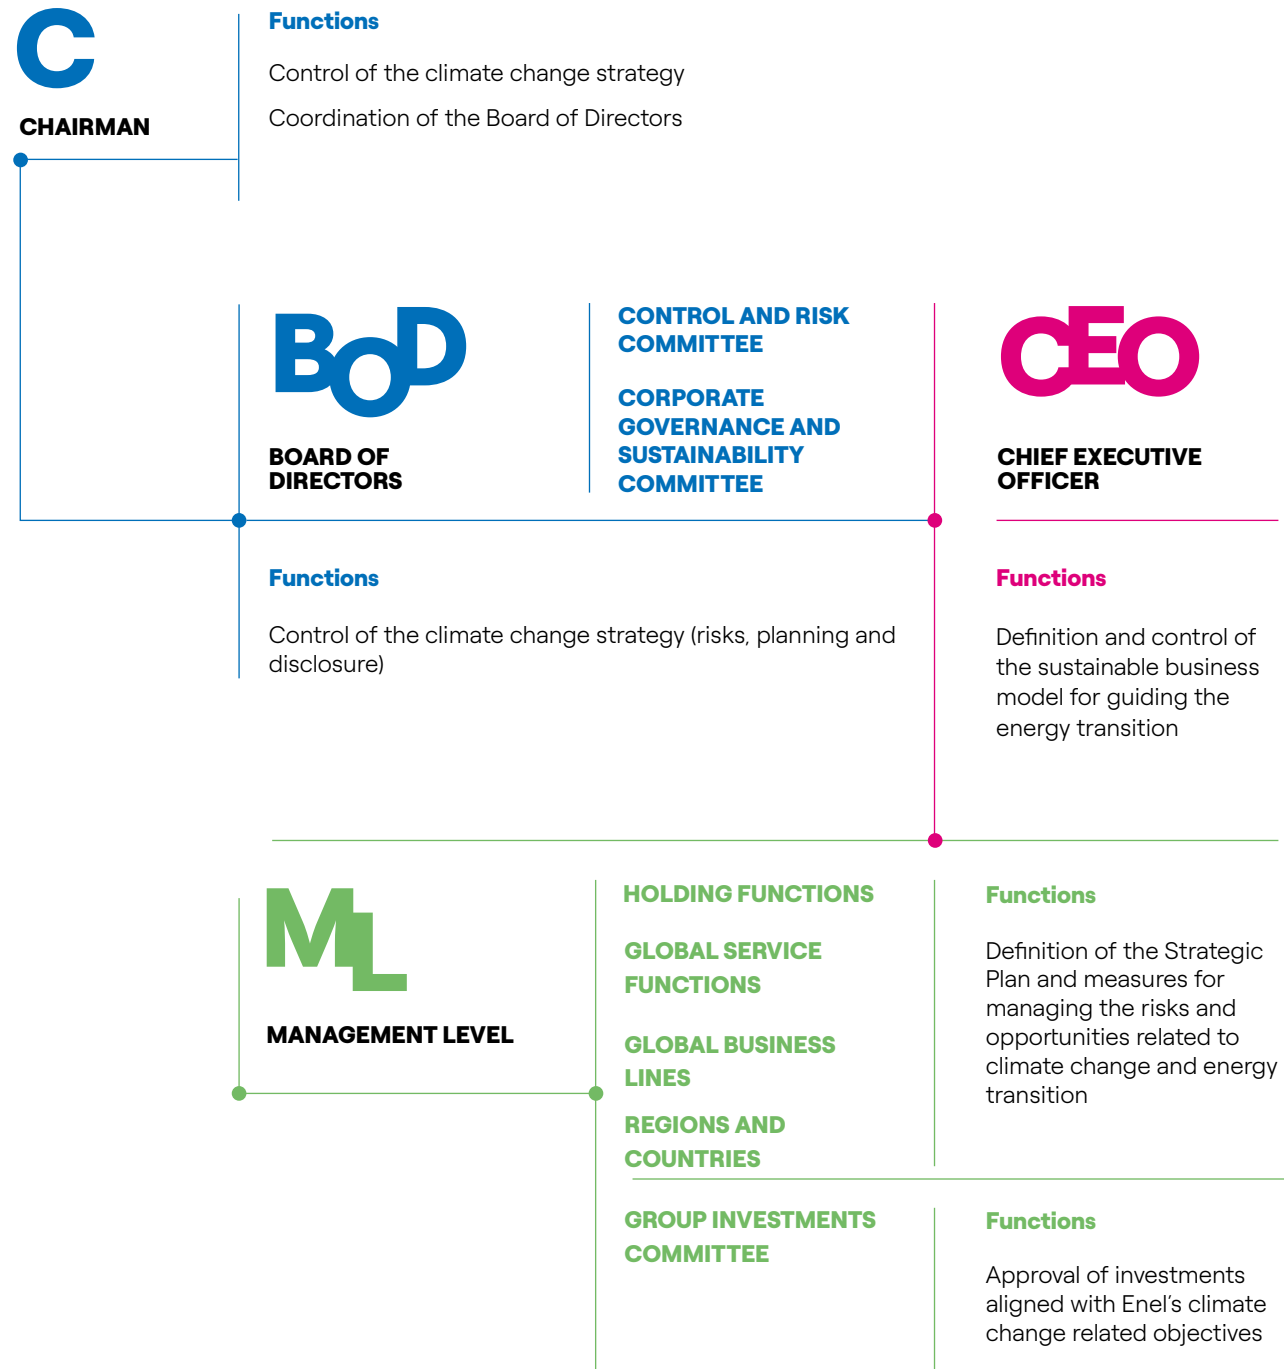 C
CHAIRMAN
Functions
Control of the climate change strategy
Coordination of the Board of Directors
BOD
BOARD OF
DIRECTORS
CONTROL AND RISK
COMMITTEE
CORPORATE
GOVERNANCE AND
SUSTAINABILITY
COMMITTEE
Functions
Control of the climate change strategy (risks, planning and
disclosure)
CEO
CHIEF EXECUTIVE
OFFICER
Functions
Definition and control of
the sustainable business
model for guiding the
energy transition
ML
MANAGEMENT LEVEL
HOLDING FUNCTIONS
GLOBAL SERVICE
FUNCTIONS
GLOBAL BUSINESS
LINES
REGIONS AND
COUNTRIES
Functions
Definition of the Strategic
Plan and measures for
managing the risks and
opportunities related to
climate change and energy
transition
GROUP INVESTMENTS
COMMITTEE
Functions
Approval of investments
aligned with Enel’s climate
change related objectives